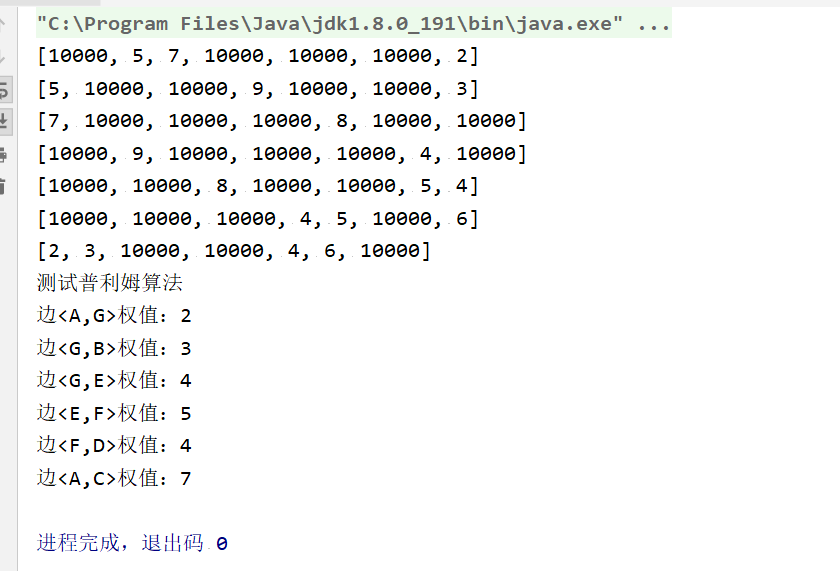 "C:\Program Files\Java\jdk1.8.0_191\bin\java.exe" ...
[10000, 5, 7, 10000, 10000, 10000, 2]
[5, 10000, 10000, 9, 10000, 10000, 3]
[7, 10000, 10000, 10000, 8, 10000, 10000]
[10000, 9, 10000, 10000, 10000, 4, 10000]
[10000, 10000, 8, 10000, 10000, 5, 4]
[10000, 10000, 10000, 4, 5, 10000, 6]
[2, 3, 10000, 10000, 4, 6, 10000]
测试普利姆算法
边<A,G>权值：2
边<G,B>权值：3
边<G,E>权值：4
边<E,F>权值：5
边<F,D>权值：4
边<A,C>权值：7
进程完成，退出码 0